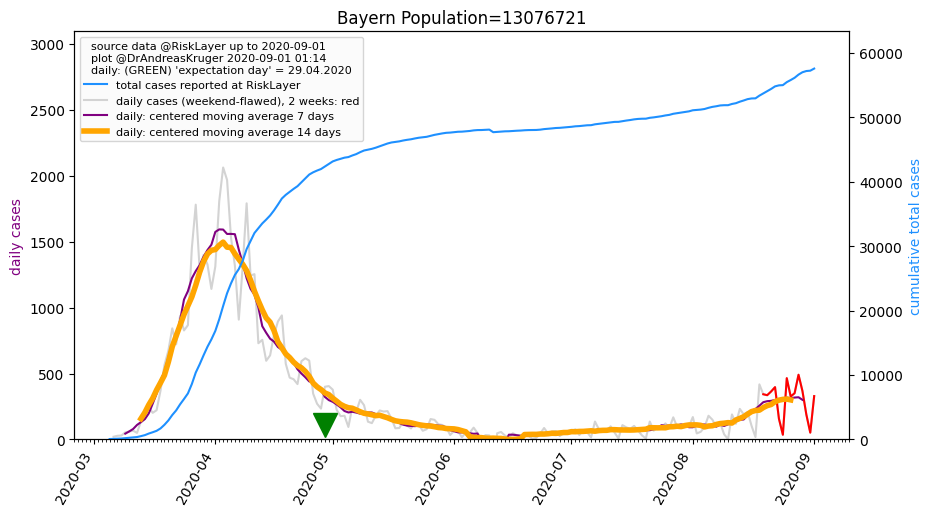 Bayern Population=13076721
source data @RiskLayer up to 2020-09-01
plot @DrAndreasKruger 2020-09-01 01:14
daily: (GREEN) 'expectation day' = 29.04.2020
total cases reported at RiskLayer
daily cases (weekend-flawed), 2 weeks: red
daily: centered moving average 7 days
daily: centered moving average 14 days
daily cases
3000
2500
2000
1500
1000
500
0
cumulative total cases
60000
50000
40000
30000
20000
10000
0
2020-03
2020-04
2020-05
2020-06
2020-07
2020-08
2020-09